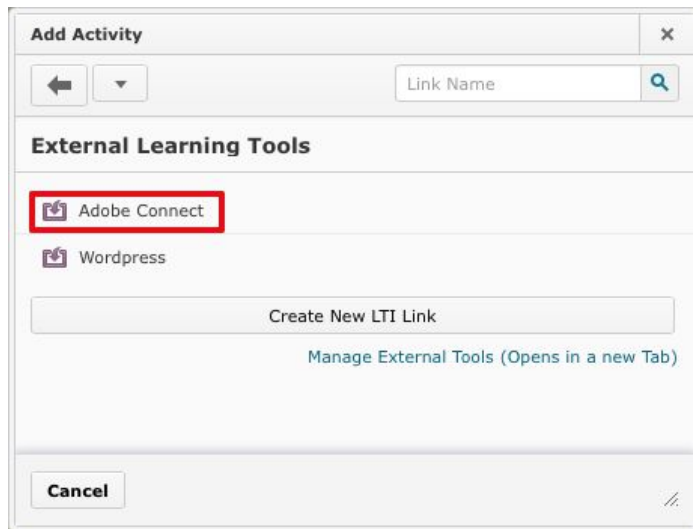 Add Activity
Link Name
External Learning Tools
Adobe Connect
Wordpress
Create New LTI Link
Manage External Tools (Opens in a new Tab)
Cancel